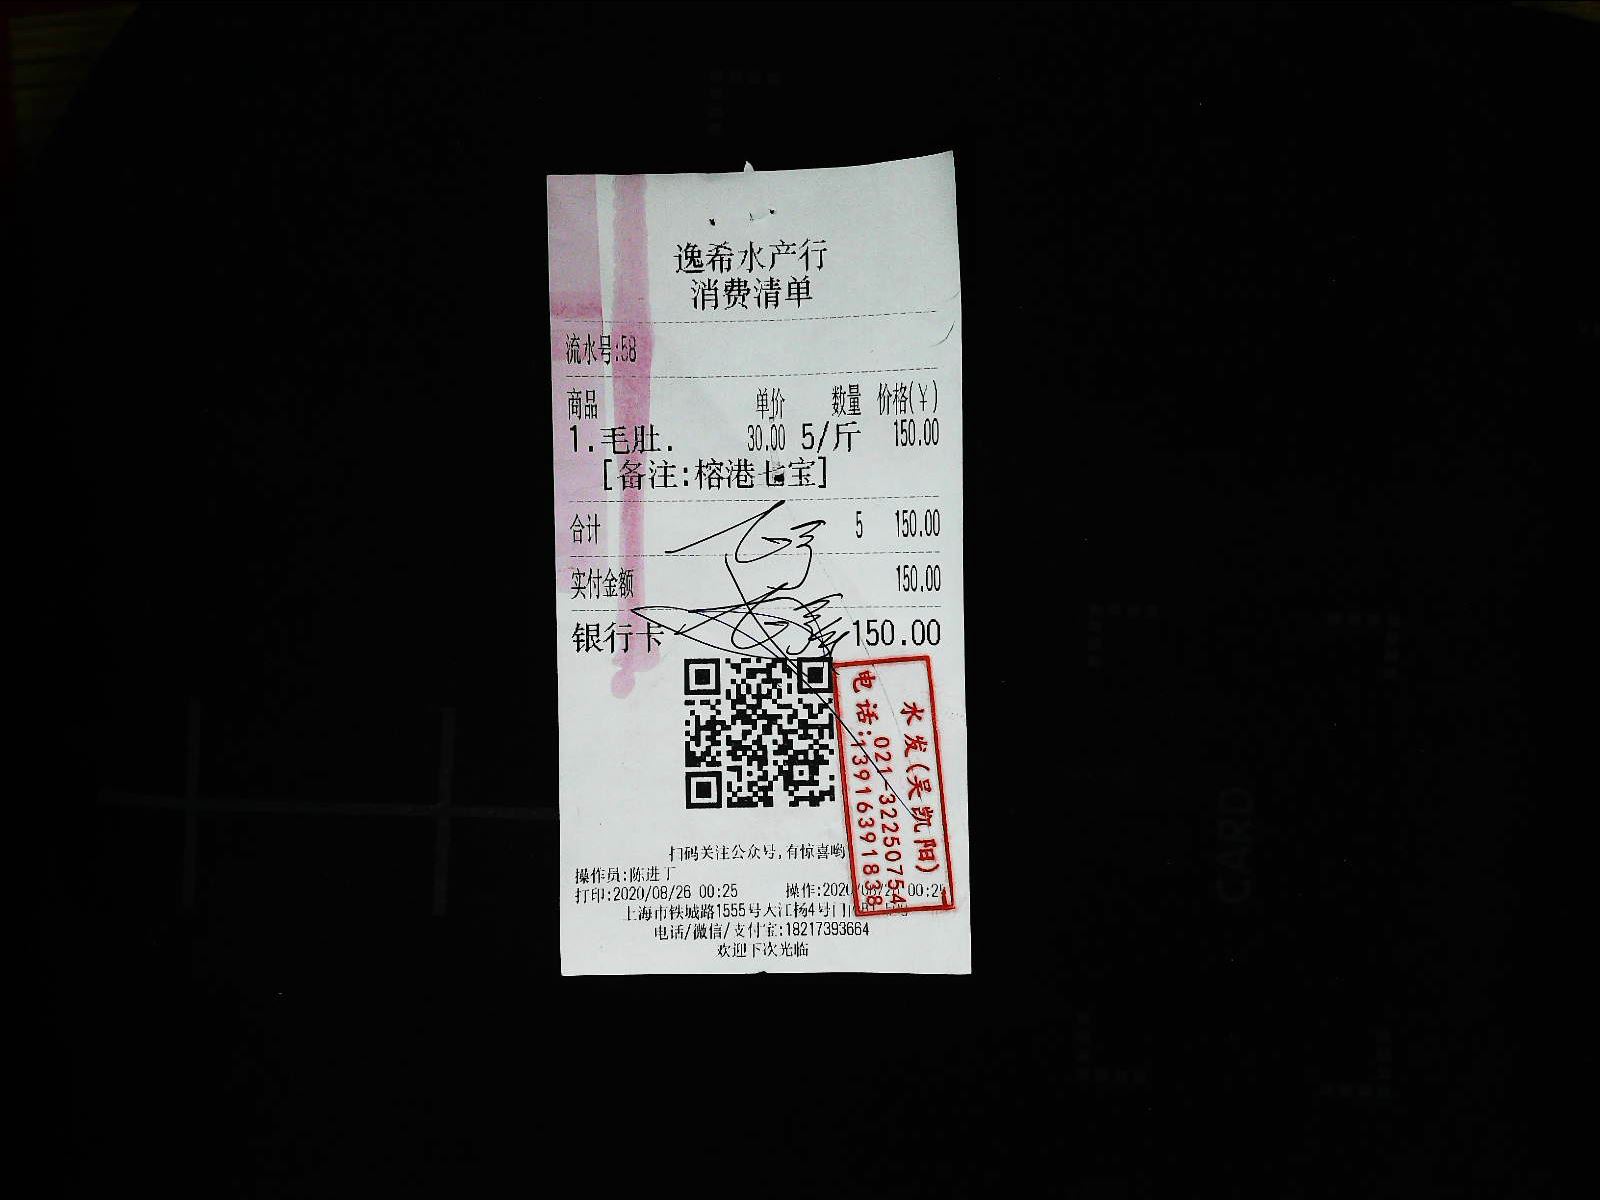 逸希水产行
消费清单
流水号:58
商品 单价 数量 价格(￥)
1.毛肚. 30.00 5/斤 150.00
[备注:榕港七宝]
合计 5 150.00
实付金额 150.00
银行卡 150.00
水发(吴凯阳)
电话:021-32250754
13916391838
扫码关注公众号,有惊喜哟
操作员:陈进丁
打印:2020/08/26 00:25 操作:2020/08/26 00:25
上海市铁城路1555号大江杨4号门
电话/微信/支付宝:18217393664
欢迎下次光临
CARD